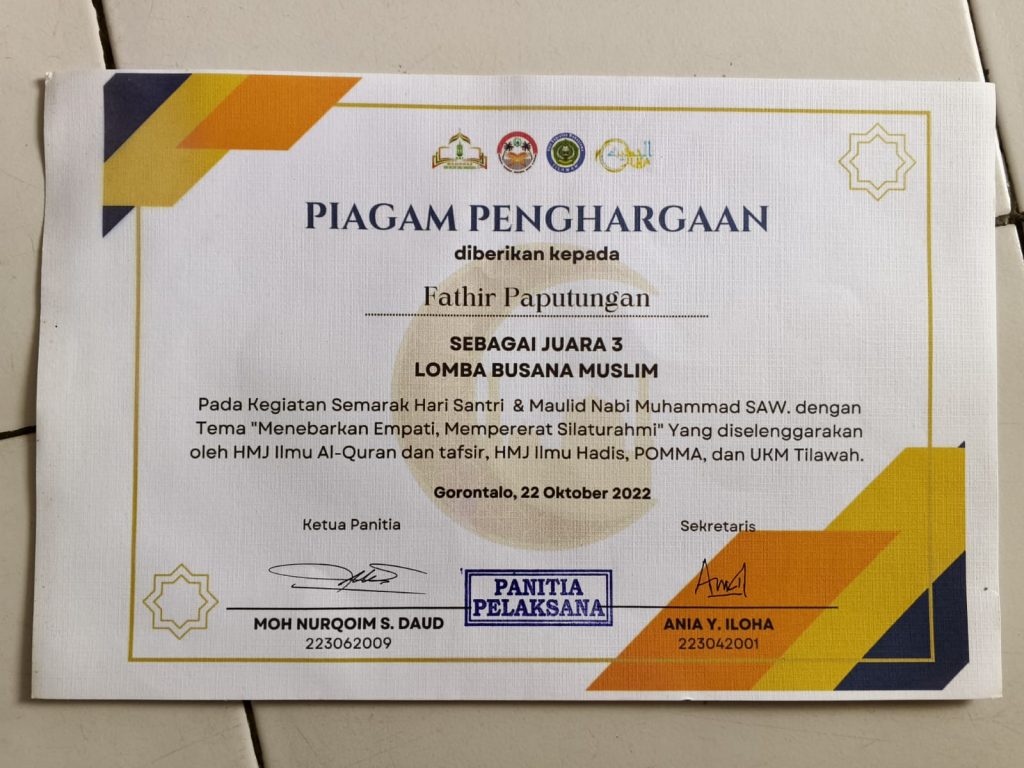 PIAGAM PENGHARGAAN
diberikan kepada
Fathir Paputungan
SEBAGAI JUARA 3
LOMBA BUSANA MUSLIM
Pada Kegiatan Semarak Hari Santri & Maulid Nabi Muhammad SAW. dengan
Tema "Menebarkan Empati, Mempererat Silaturahmi" Yang diselenggarakan
oleh HMJ Ilmu Al-Quran dan tafsir, HMJ Ilmu Hadis, POMMA, dan UKM Tilawah.
Gorontalo, 22 Oktober 2022
Ketua Panitia
Sekretaris
PANITIA
PELAKSANA
MOH NURQOIM S. DAUD
ANIA Y. ILOHA
223062009
223042001